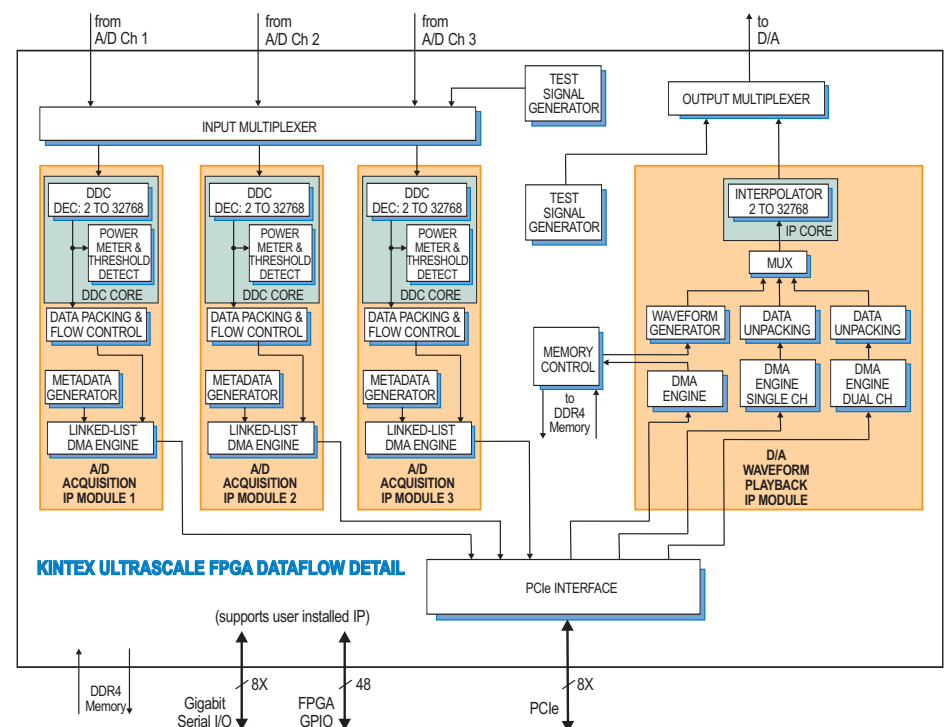 from
A/D Ch 1
from
A/D Ch 2
from
A/D Ch 3
to
D/A
TEST
SIGNAL
GENERATOR
OUTPUT MULTIPLEXER
INPUT MULTIPLEXER
DDC
DEC: 2 TO 32768
POWER
METER &
THRESHOLD
DETECT
DDC CORE
DATA PACKING &
FLOW CONTROL
METADATA
GENERATOR
LINKED-LIST
DMA ENGINE
A/D
ACQUISITION
IP MODULE 1
DDC
DEC: 2 TO 32768
POWER
METER &
THRESHOLD
DETECT
DDC CORE
DATA PACKING &
FLOW CONTROL
METADATA
GENERATOR
LINKED-LIST
DMA ENGINE
A/D
ACQUISITION
IP MODULE 2
DDC
DEC: 2 TO 32768
POWER
METER &
THRESHOLD
DETECT
DDC CORE
DATA PACKING &
FLOW CONTROL
METADATA
GENERATOR
LINKED-LIST
DMA ENGINE
A/D
ACQUISITION
IP MODULE 3
TEST
SIGNAL
GENERATOR
INTERPOLATOR
2 TO 32768
IP CORE
MUX
WAVEFORM
GENERATOR
DATA
UNPACKING
DATA
UNPACKING
MEMORY
CONTROL
to
DDR4
Memory
DMA
ENGINE
DMA
ENGINE
SINGLE CH
DMA
ENGINE
DUAL CH
D/A
WAVEFORM
PLAYBACK
IP MODULE
KINTEX ULTRASCALE FPGA DATAFLOW DETAIL
PCIe INTERFACE
(supports user installed IP)
DDR4
Memory
8X
Gigabit
Serial I/O
48
FPGA
GPIO
8X
PCIe